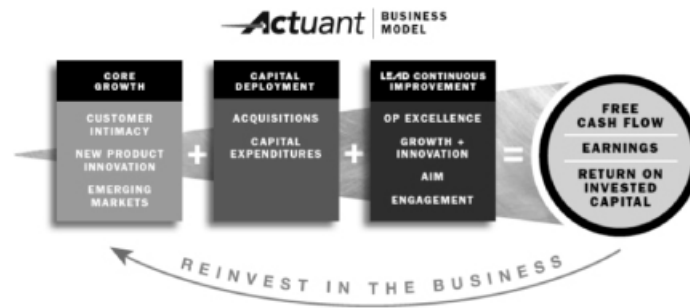 Actuant BUSINESS
MODEL
CORE
GROWTH
CUSTOMER
INTIMACY
NEW PRODUCT
INNOVATION
EMERGING
MARKETS
+
CAPITAL
DEPLOYMENT
ACQUISITIONS
CAPITAL
EXPENDITURES
+
LEAD CONTINUOUS
IMPROVEMENT
OP EXCELLENCE
GROWTH +
INNOVATION
AIM
ENGAGEMENT
=
FREE
CASH FLOW
EARNINGS
RETURN ON
INVESTED
CAPITAL
REINVEST IN THE BUSINESS